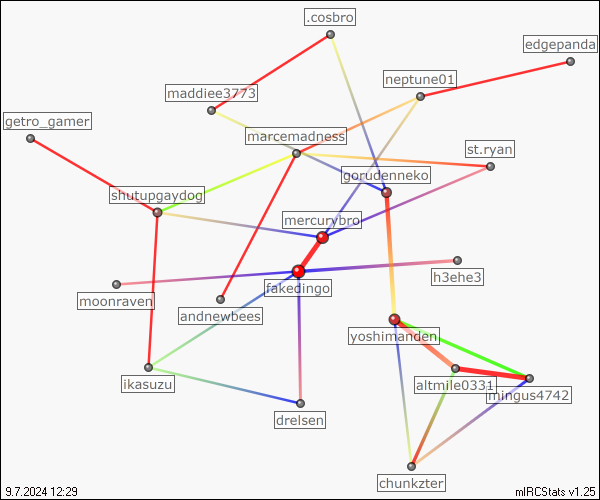 .cosbro
edgepanda
neptune01
maddiee3773
getro_gamer
marcemadness
st.ryan
gorudenneko
shutupgaydog
mercurybro
h3ehe3
fakedingo
moonraven
andnewbees
yoshimanden
ikasuzu
altmile0331
mingus4742
drelsen
chunkzter
9.7.2024 12:29
mIRCStats v1.25